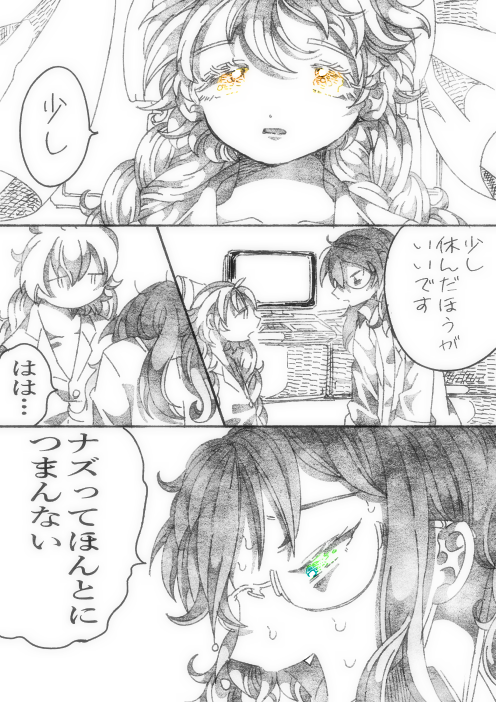 少し
少し
休んだほうが
いいです
はは…
ナズってほんとに
つまんない